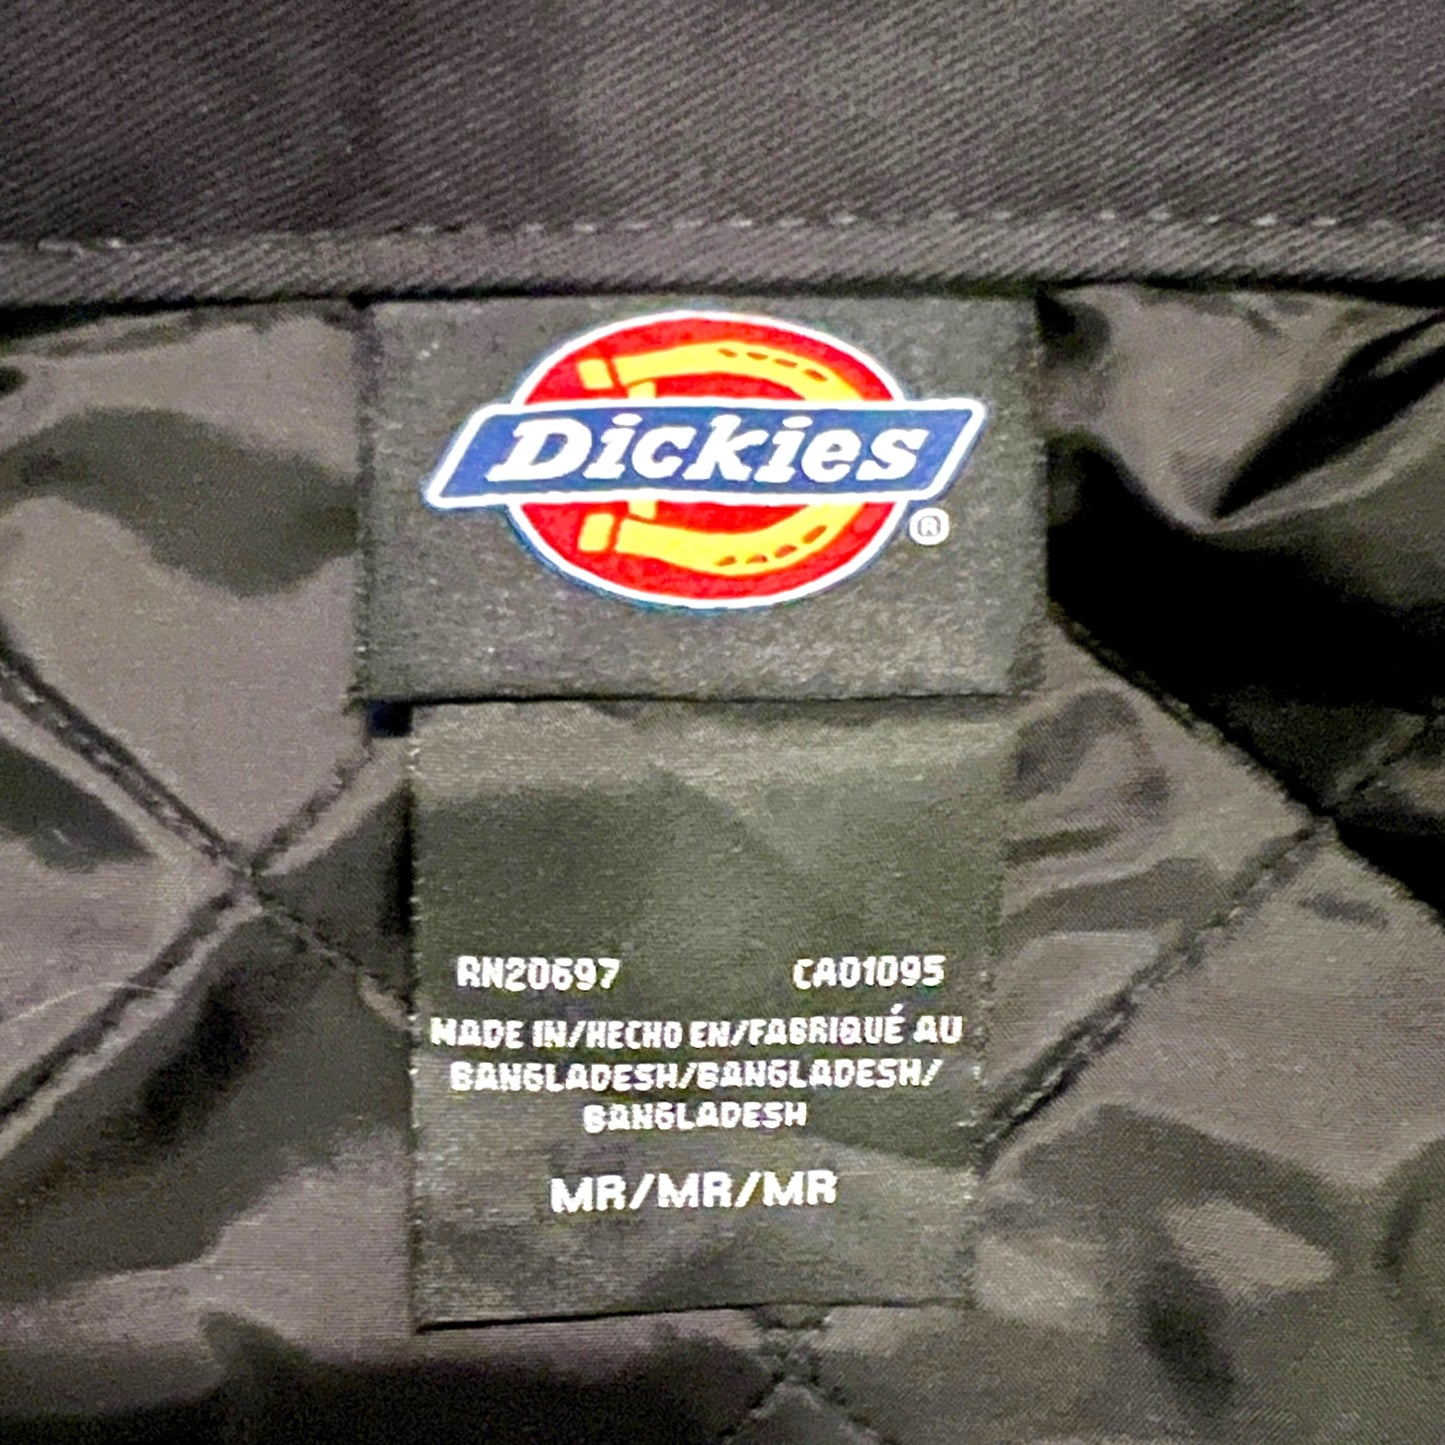 Dickies
®
RN20697 CA01095
MADE IN/HECHO EN/FABRIQUÉ AU
BANGLADESH/BANGLADESH/
BANGLADESH
MR/MR/MR